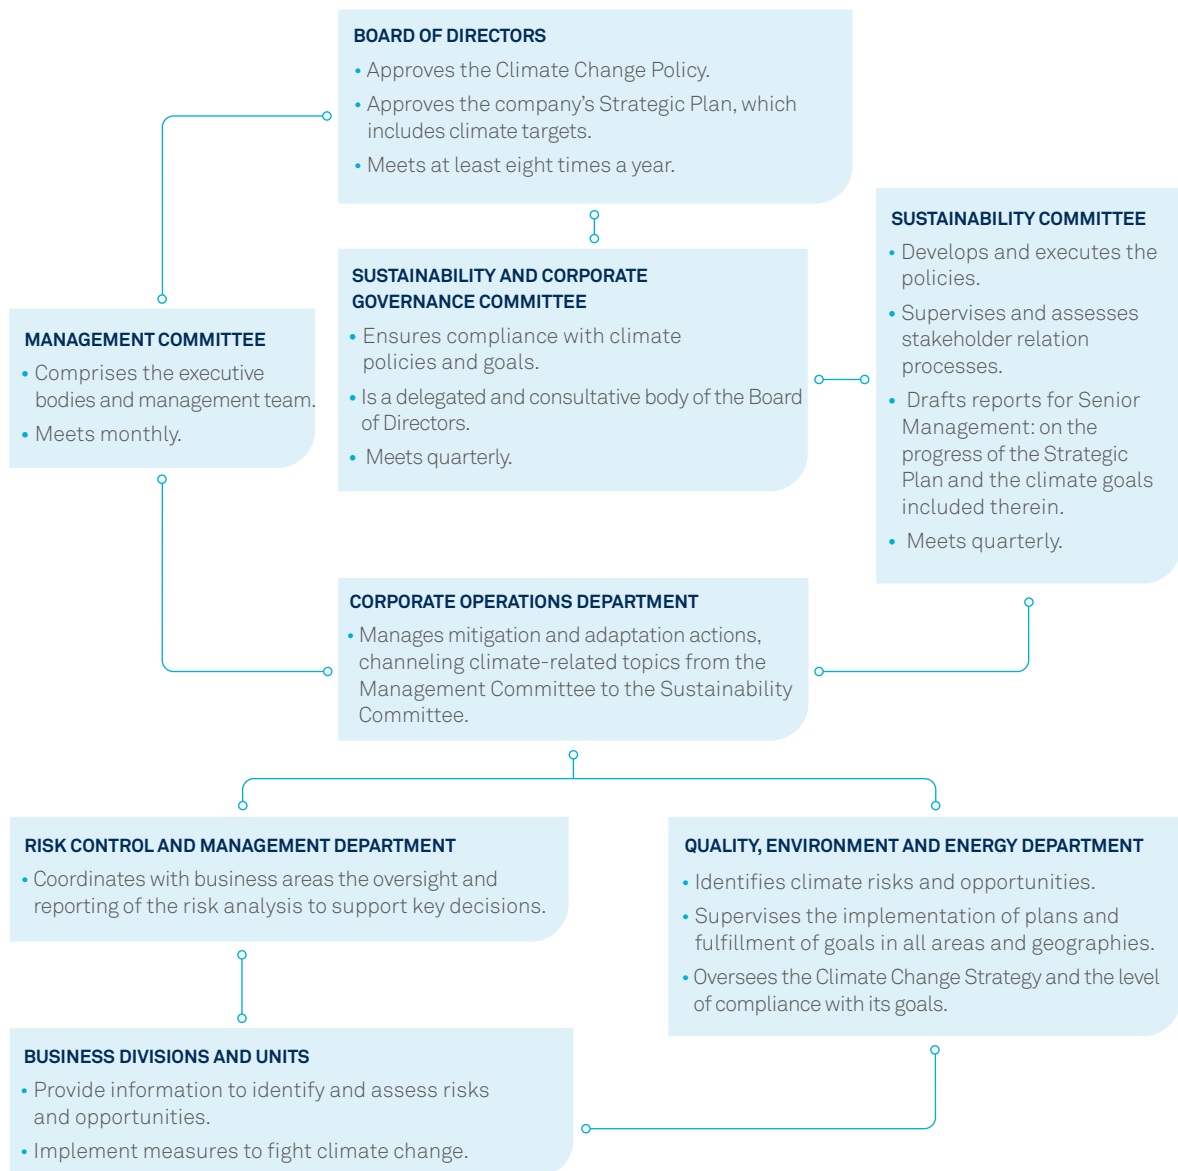 BOARD OF DIRECTORS
• Approves the Climate Change Policy.
• Approves the company's Strategic Plan, which
includes climate targets.
• Meets at least eight times a year.
SUSTAINABILITY COMMITTEE
• Develops and executes the
policies.
• Supervises and assesses
stakeholder relation
processes.
• Drafts reports for Senior
Management: on the
progress of the Strategic
Plan and the climate goals
included therein.
• Meets quarterly.
SUSTAINABILITY AND CORPORATE
GOVERNANCE COMMITTEE
• Ensures compliance with climate
policies and goals.
• Is a delegated and consultative body of the Board
of Directors.
• Meets quarterly.
MANAGEMENT COMMITTEE
• Comprises the executive
bodies and management team.
• Meets monthly.
CORPORATE OPERATIONS DEPARTMENT
• Manages mitigation and adaptation actions,
channeling climate-related topics from the
Management Committee to the Sustainability
Committee.
RISK CONTROL AND MANAGEMENT DEPARTMENT
• Coordinates with business areas the oversight and
reporting of the risk analysis to support key decisions.
QUALITY, ENVIRONMENT AND ENERGY DEPARTMENT
• Identifies climate risks and opportunities.
• Supervises the implementation of plans and
fulfillment of goals in all areas and geographies.
• Oversees the Climate Change Strategy and the level
of compliance with its goals.
BUSINESS DIVISIONS AND UNITS
• Provide information to identify and assess risks
and opportunities.
• Implement measures to fight climate change.